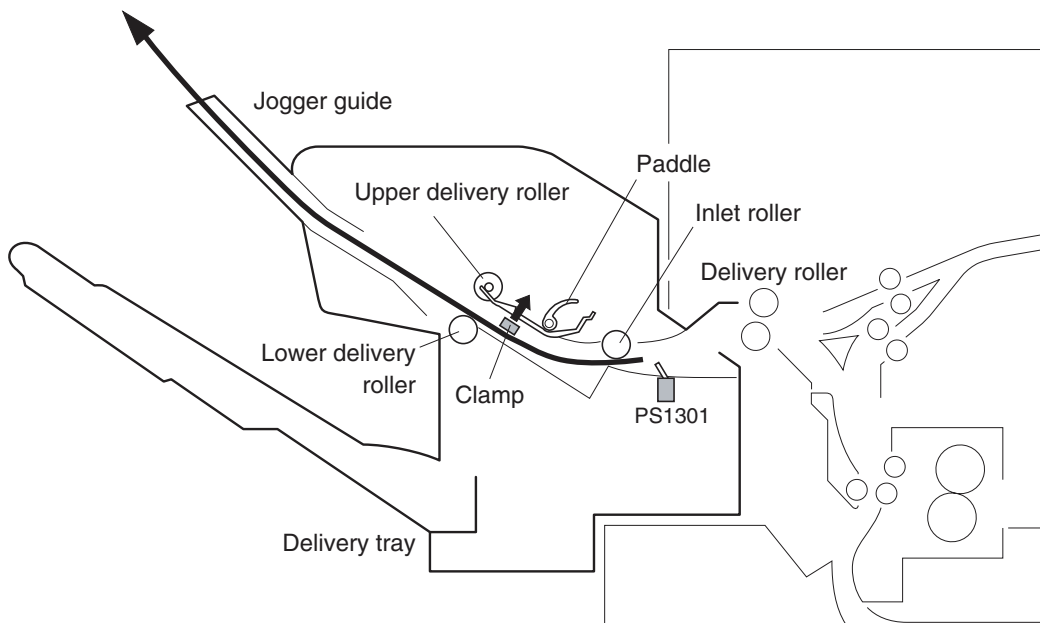 Jogger guide
Paddle
Upper delivery roller
Inlet roller
Delivery roller
Lower delivery
roller
Clamp
PS1301
Delivery tray